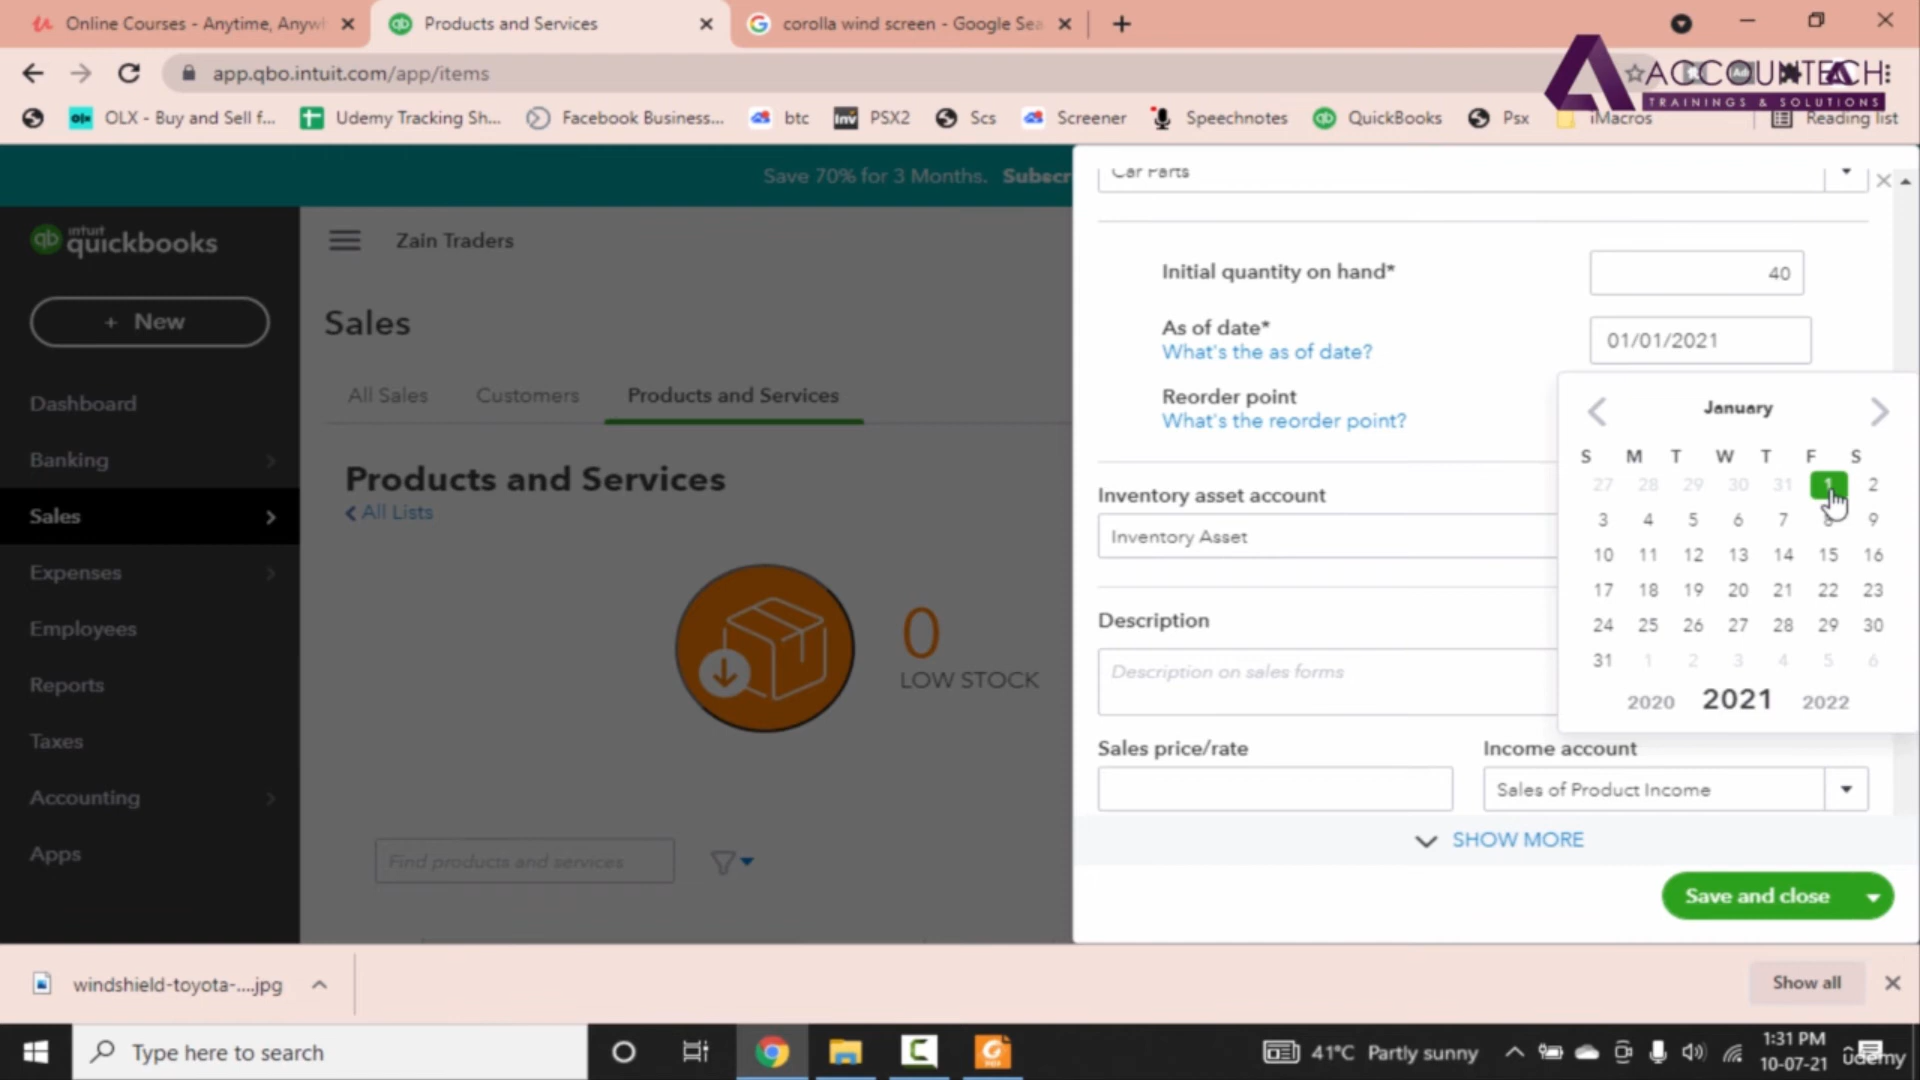 Online Courses - Anytime, Anywh
Products and Services
corolla wind screen - Google Sea
app.qbo.intuit.com/app/items
ACCOUNTECH
TRAININGS & SOLUTIONS
OLX - Buy and Sell f...
Udemy Tracking Sh...
Facebook Business...
btc
PSX2
Scs
Screener
Speechnotes
QuickBooks
Psx
iMacros
Reading list
Save 70% for 3 Months. Subscr
Car Parts
intuit
quickbooks
Zain Traders
+ New
Sales
Initial quantity on hand*
40
As of date*
01/01/2021
What's the as of date?
Reorder point
What's the reorder point?
All Sales
Customers
Products and Services
January
S M T W T F S
27 28 29 30 31 1 2
3 4 5 6 7 8 9
10 11 12 13 14 15 16
17 18 19 20 21 22 23
24 25 26 27 28 29 30
31 1 2 3 4 5 6
2020 2021 2022
Dashboard
Banking
Sales
Expenses
Employees
Reports
Taxes
Accounting
Apps
Products and Services
All Lists
0
LOW STOCK
Find products and services
Inventory asset account
Inventory Asset
Description
Description on sales forms
Sales price/rate
Income account
Sales of Product Income
SHOW MORE
Save and close
windshield-toyota-....jpg
Show all
Type here to search
41°C Partly sunny
1:31 PM
10-07-21
ûdemy